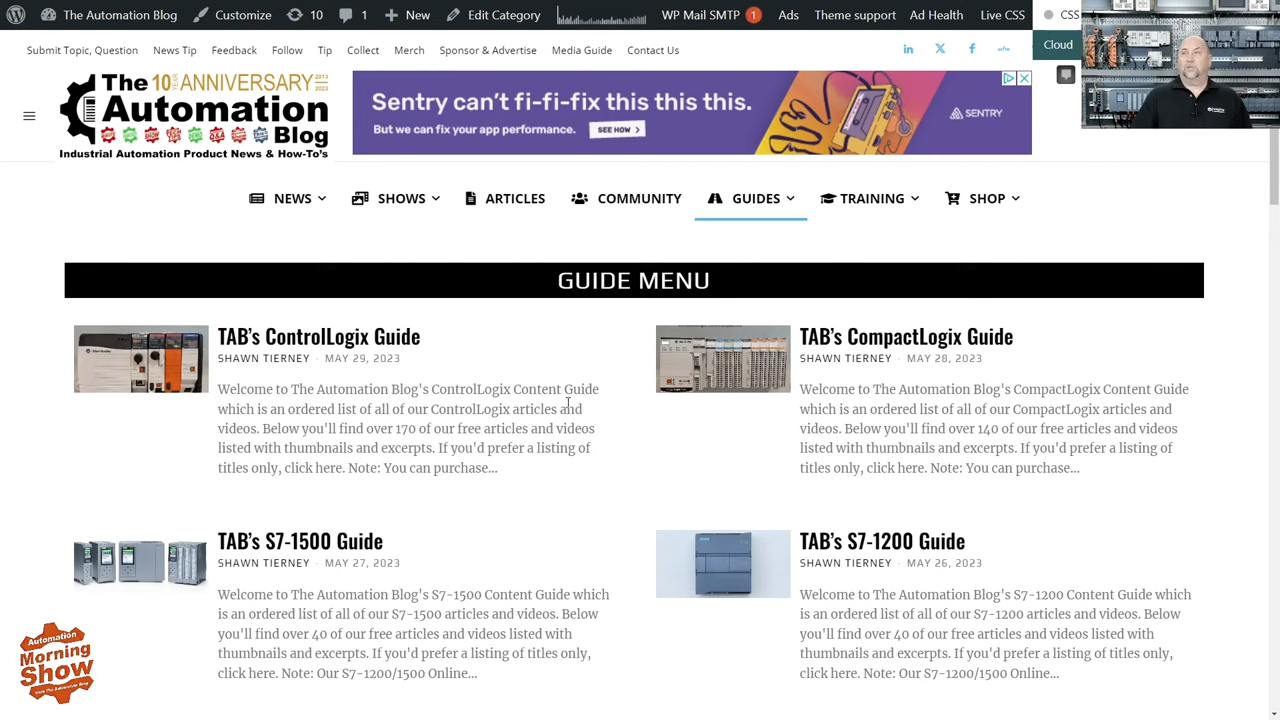 The Automation Blog Customize 10 1 New Edit Category WP Mail SMTP 1 Ads Theme support Ad Health Live CSS CSS
Submit Topic, Question News Tip Feedback Follow Tip Collect Merch Sponsor & Advertise Media Guide Contact Us
Cloud
The 10 YEAR ANNIVERSARY 2013 2023
Automation
Blog
Industrial Automation Product News & How-To's
Sentry can't fi-fi-fix this this this.
But we can fix your app performance. SEE HOW > SENTRY
NEWS SHOWS ARTICLES COMMUNITY GUIDES TRAINING SHOP
GUIDE MENU
TAB's ControlLogix Guide
SHAWN TIERNEY - MAY 29, 2023
Welcome to The Automation Blog's ControlLogix Content Guide
which is an ordered list of all of our ControlLogix articles and
videos. Below you'll find over 170 of our free articles and videos
listed with thumbnails and excerpts. If you'd prefer a listing of
titles only, click here. Note: You can purchase...
TAB's CompactLogix Guide
SHAWN TIERNEY - MAY 28, 2023
Welcome to The Automation Blog's CompactLogix Content Guide
which is an ordered list of all of our CompactLogix articles and
videos. Below you'll find over 140 of our free articles and videos
listed with thumbnails and excerpts. If you'd prefer a listing of
titles only, click here. Note: You can purchase...
TAB's S7-1500 Guide
SHAWN TIERNEY - MAY 27, 2023
Welcome to The Automation Blog's S7-1500 Content Guide which
is an ordered list of all of our S7-1500 articles and videos. Below
you'll find over 40 of our free articles and videos listed with
thumbnails and excerpts. If you'd prefer a listing of titles only,
click here. Note: Our S7-1200/1500 Online...
TAB's S7-1200 Guide
SHAWN TIERNEY - MAY 26, 2023
Welcome to The Automation Blog's S7-1200 Content Guide which
is an ordered list of all of our S7-1200 articles and videos. Below
you'll find over 40 of our free articles and videos listed with
thumbnails and excerpts. If you'd prefer a listing of titles only,
click here. Note: Our S7-1200/1500 Online...
Automation
Morning
Show
from The Automation Blog